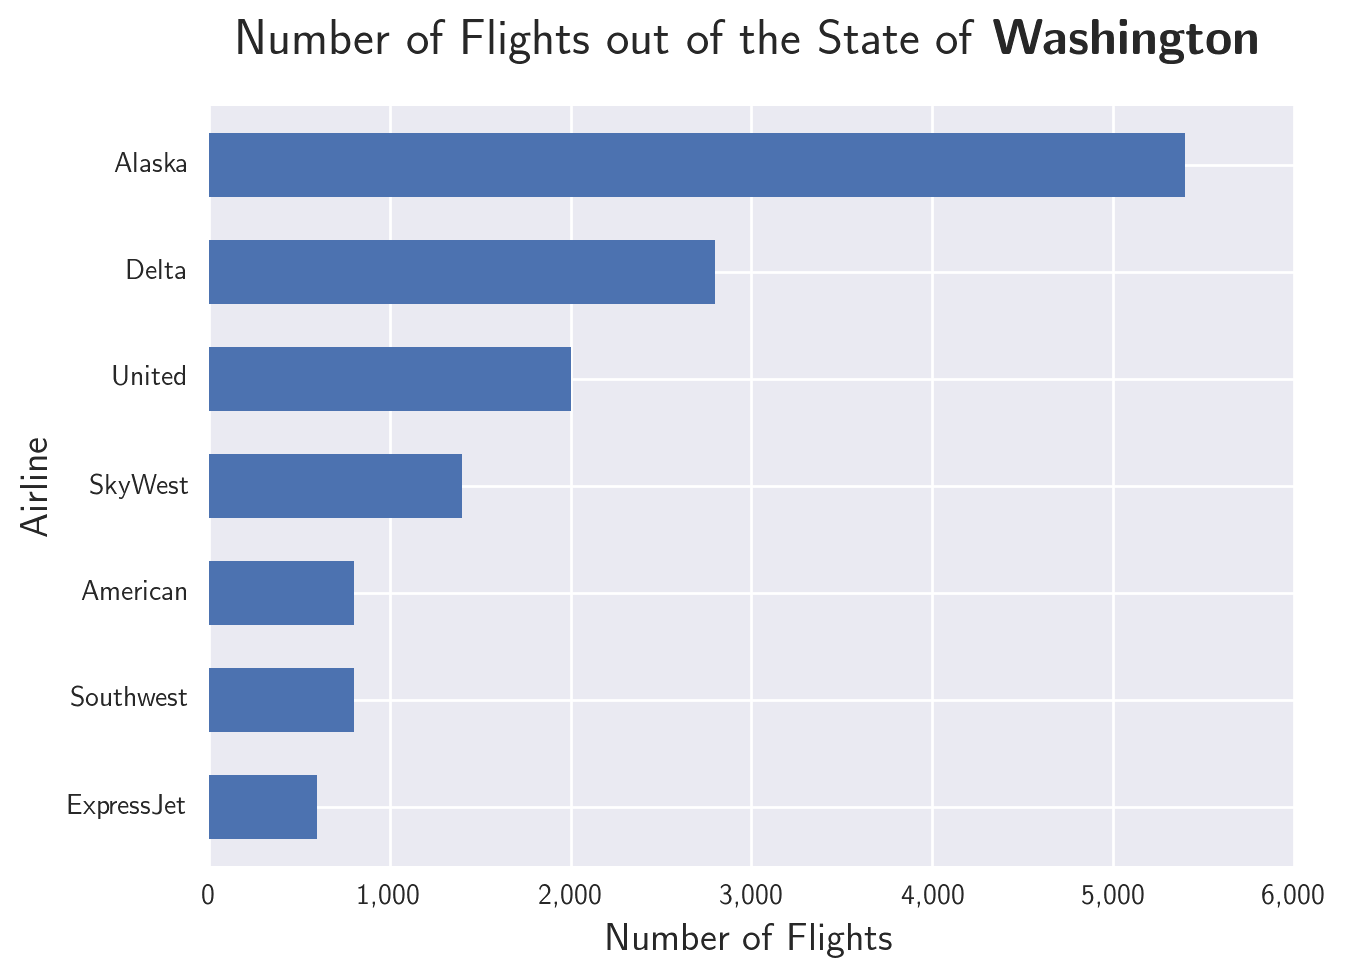 Number of Flights out of the State of Washington
Alaska
Delta
United
SkyWest
American
Southwest
ExpressJet
Airline
0 1,000 2,000 3,000 4,000 5,000 6,000
Number of Flights